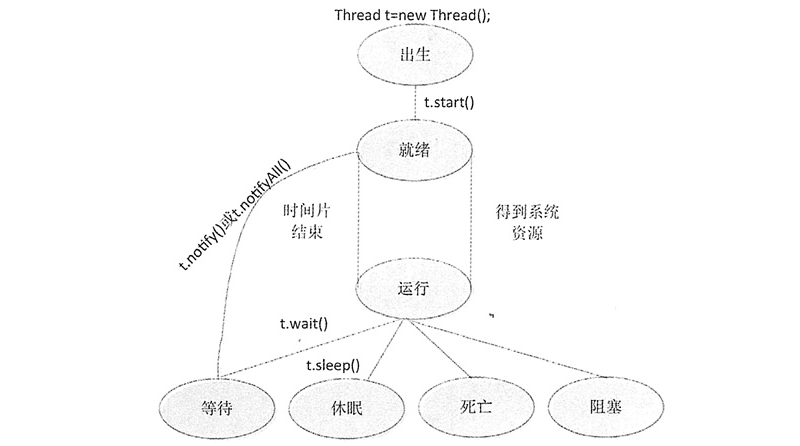 Thread t=new Thread();
出生
t.start()
就绪
t.notify()或t.notifyAll()
时间片
结束
得到系统
资源
运行
t.wait()
t.sleep()
等待
休眠
死亡
阻塞